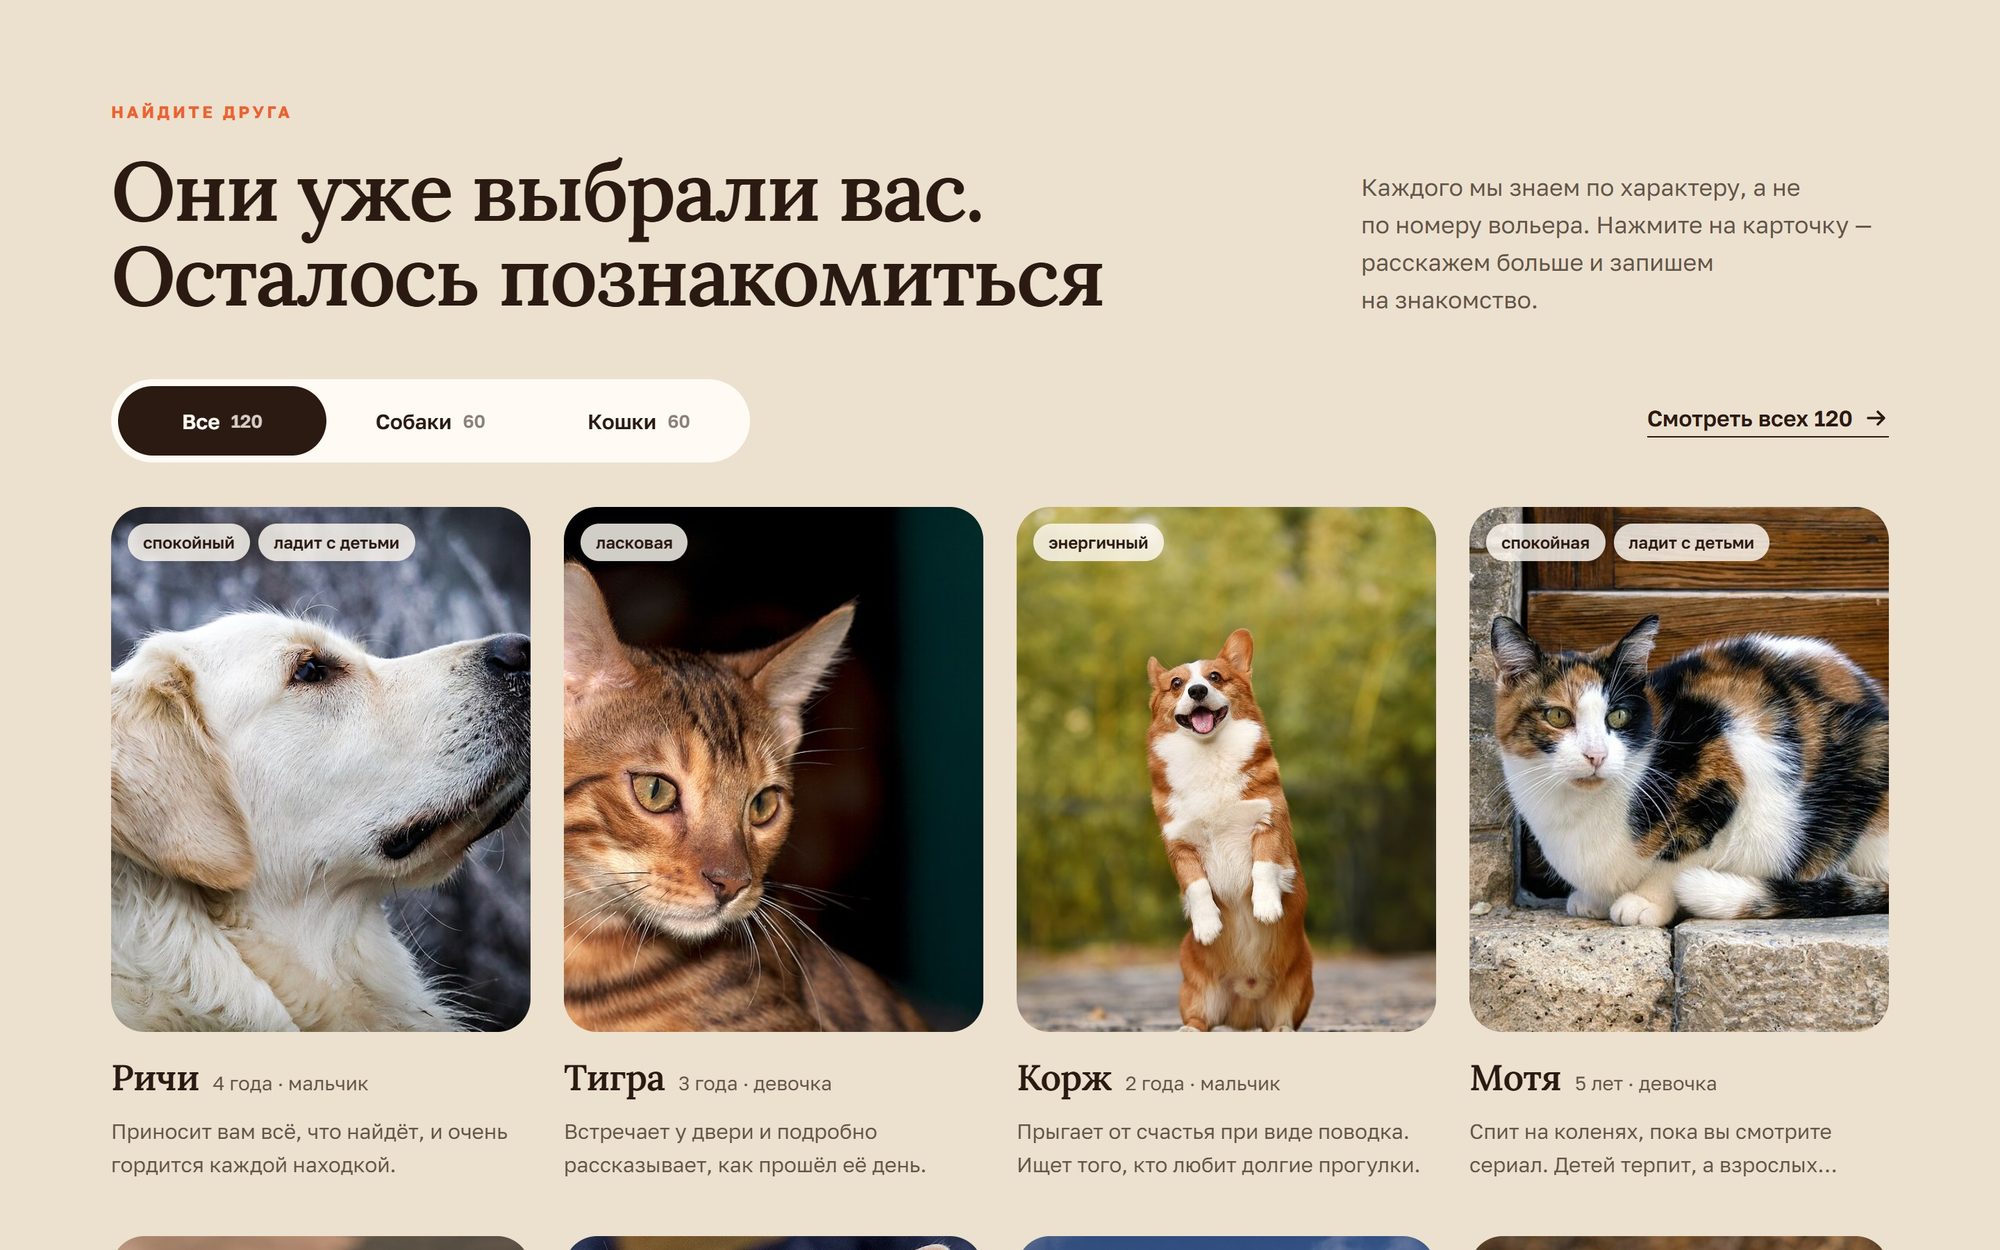 НАЙДИТЕ ДРУГА
Они уже выбрали вас.
Осталось познакомиться
Каждого мы знаем по характеру, а не
по номеру вольера. Нажмите на карточку —
расскажем больше и запишем
на знакомство.
Все 120
Собаки 60
Кошки 60
Смотреть всех 120 →
спокойный
ладит с детьми
ласковая
энергичный
спокойная
ладит с детьми
Ричи 4 года · мальчик
Приносит вам всё, что найдёт, и очень
гордится каждой находкой.
Тигра 3 года · девочка
Встречает у двери и подробно
рассказывает, как прошёл её день.
Корж 2 года · мальчик
Прыгает от счастья при виде поводка.
Ищет того, кто любит долгие прогулки.
Мотя 5 лет · девочка
Спит на коленях, пока вы смотрите
сериал. Детей терпит, а взрослых...